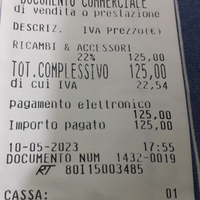 DOCUMENTO COMMERCIALE
di vendita o prestazione
DESCRIZ. IVA Prezzo(€)
RICAMBI & ACCESSORI
22% 125,00
TOT.COMPLESSIVO 125,00
di cui IVA 22,54
pagamento elettronico
125,00
Importo pagato 125,00
10-05-2023 17:55
DOCUMENTO NUM 1432-0019
RT 80I15003485
CASSA: 01